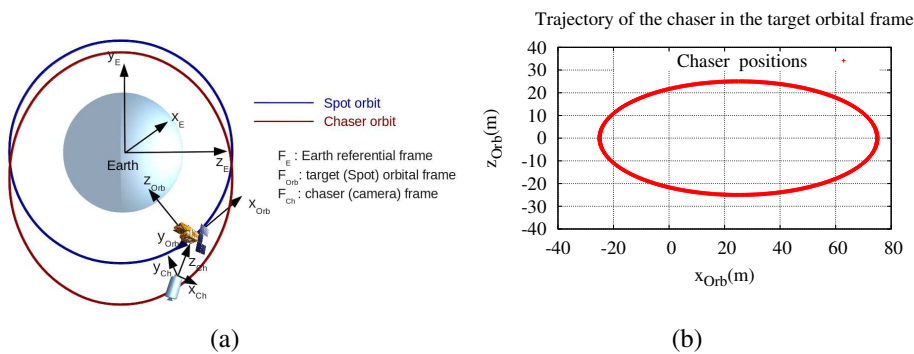 y_E
x_E
z_E
Earth
z_Orb
x_Orb
y_Orb
z_Ch
y_Ch
x_Ch
Spot orbit
Chaser orbit
F_E : Earth referential frame
F_Orb: target (Spot) orbital frame
F_Ch: chaser (camera) frame
(a)
Trajectory of the chaser in the target orbital frame
Chaser positions
40
30
20
10
0
-10
-20
-30
-40
z_Orb(m)
-40 -20 0 20 40 60 80
x_Orb(m)
(b)